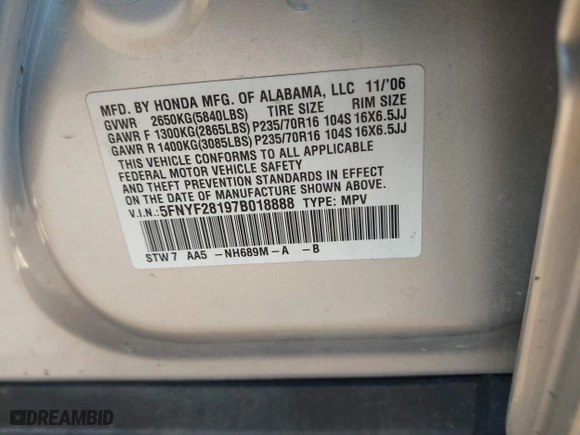 MFD. BY HONDA MFG. OF ALABAMA, LLC 11/'06
GVWR 2650KG(5840LBS) TIRE SIZE RIM SIZE
GAWR F 1300KG(2865LBS) P235/70R16 104S 16X6.5JJ
GAWR R 1400KG(3085LBS) P235/70R16 104S 16X6.5JJ
THIS VEHICLE CONFORMS TO ALL APPLICABLE
FEDERAL MOTOR VEHICLE SAFETY
AND THEFT PREVENTION STANDARDS IN EFFECT
ON THE DATE OF MANUFACTURE SHOWN ABOVE.
V.I.N.: 5FNYF28197B018888 TYPE: MPV
STW7 AA5 -NH689M-A -B
DREAMBID